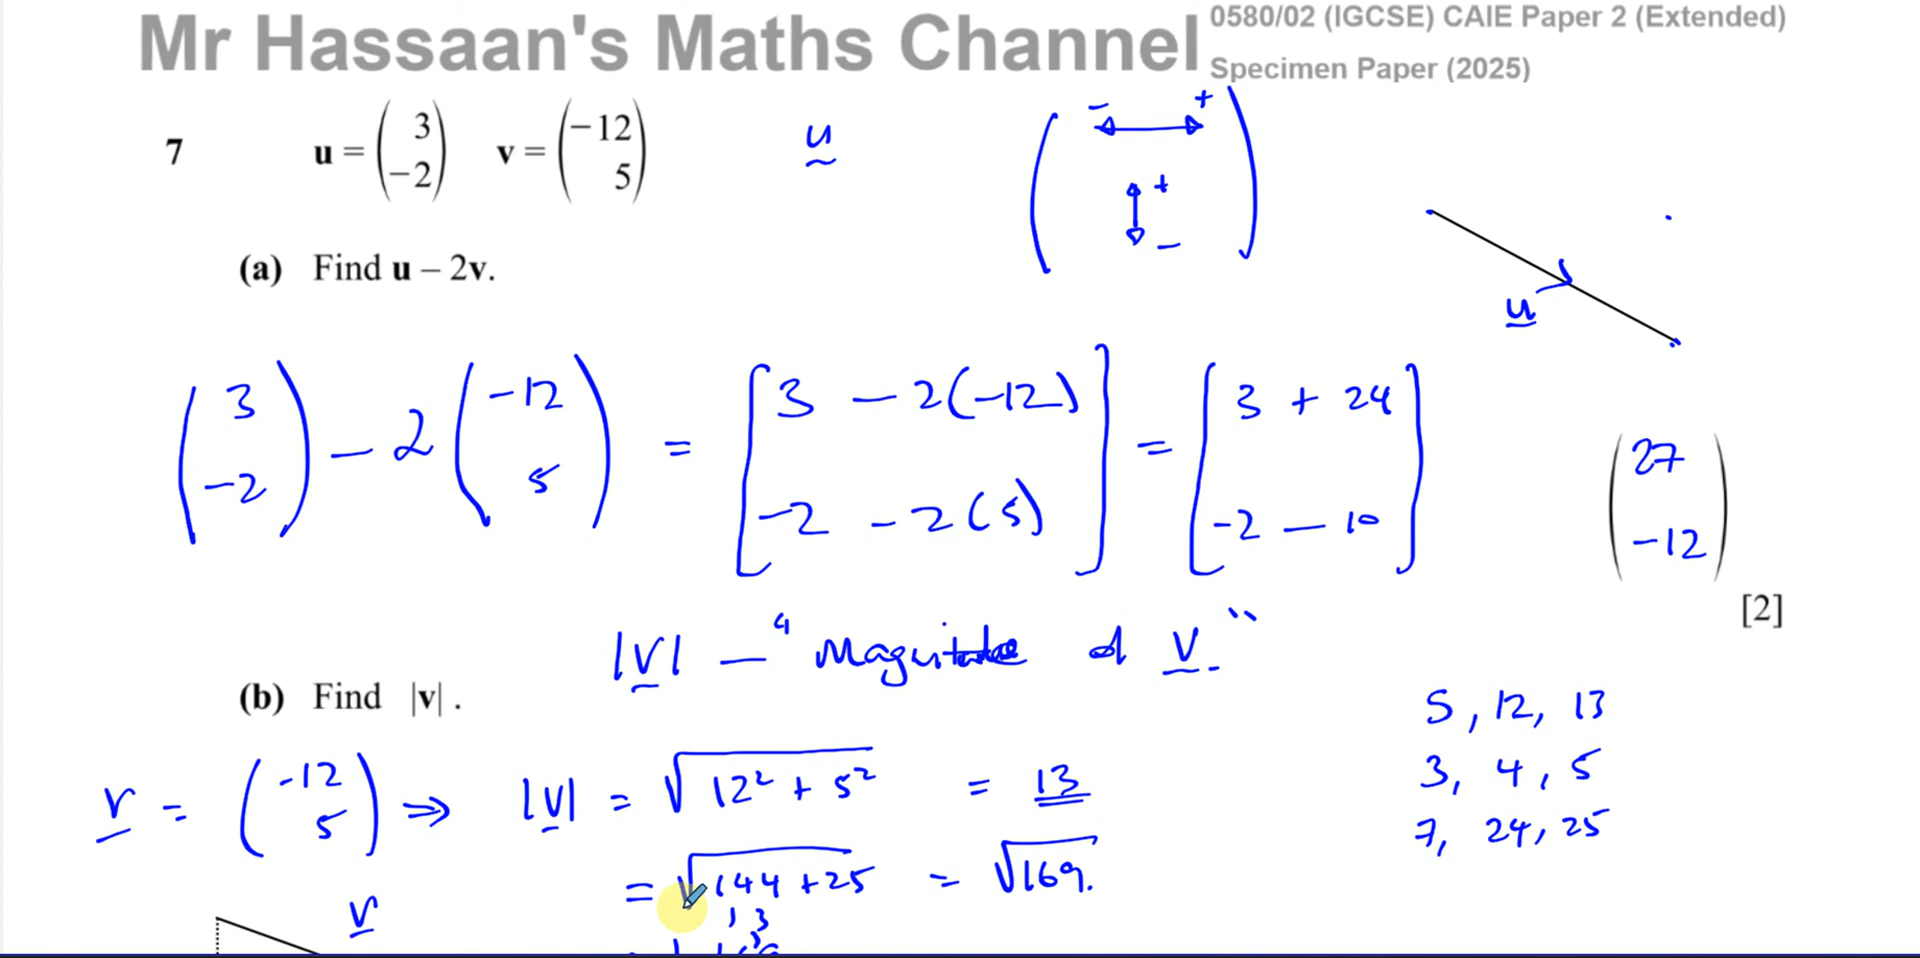 Mr Hassaan's Maths Channel
0580/02 (IGCSE) CAIE Paper 2 (Extended)
Specimen Paper (2025)
7 u = (3 −2) v = (−12 5)
u
− +
+
−
(a) Find u − 2v.
u
(3 −2) − 2 (−12 5) = [3 − 2(−12) −2 − 2(5)] = [3 + 24 −2 − 10] (27 −12)
[2]
|v| — " Magnitude of v. "
(b) Find |v| .
5, 12, 13
3, 4, 5
7, 24, 25
v = (−12 5) ⇒ |v| = √12² + 5² = 13
= √144 + 25 = √169.
13
v